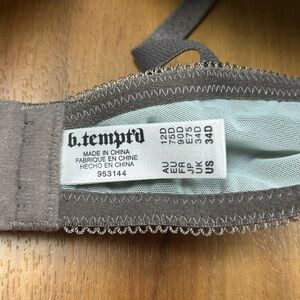 b.tempt'd
MADE IN CHINA
FABRIQUE EN CHINE
HECHO EN CHINA
953144
AU 12D
EU 75D
FR 90D
JP E75
UK 34D
US 34D